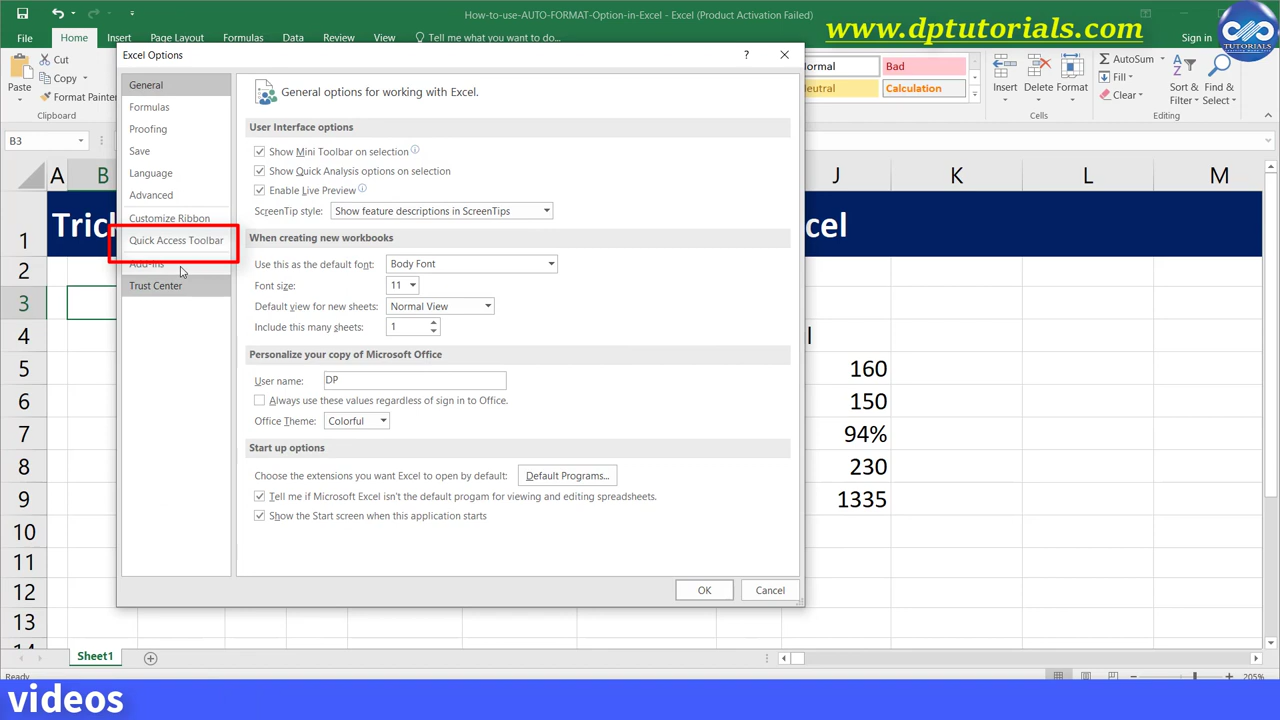 How-to-use-AUTO-FORMAT-Option-in-Excel - Excel (Product Activation Failed)
www.dptutorials.com
TUTORIALS
File Home Insert Page Layout Formulas Data Review View Tell me what you want to do... Sign in
Cut
Copy
Format Painter
Paste
Clipboard
Normal Bad
Neutral Calculation
Insert Delete Format
Cells
AutoSum
Fill
Clear
Sort &
Filter
Find &
Select
Editing
B3
Excel Options
?
General
Formulas
Proofing
Save
Language
Advanced
Customize Ribbon
Quick Access Toolbar
Add-ins
Trust Center
General options for working with Excel.
User Interface options
Show Mini Toolbar on selection
Show Quick Analysis options on selection
Enable Live Preview
ScreenTip style: Show feature descriptions in ScreenTips
When creating new workbooks
Use this as the default font: Body Font
Font size: 11
Default view for new sheets: Normal View
Include this many sheets: 1
Personalize your copy of Microsoft Office
User name: DP
Always use these values regardless of sign in to Office.
Office Theme: Colorful
Start up options
Choose the extensions you want Excel to open by default: Default Programs...
Tell me if Microsoft Excel isn't the default progam for viewing and editing spreadsheets.
Show the Start screen when this application starts
OK Cancel
A B J K L M
1 Tric cel
2
3
4 l
5 160
6 150
7 94%
8 230
9 1335
10
11
12
13
14
Sheet1
Ready 205%
videos